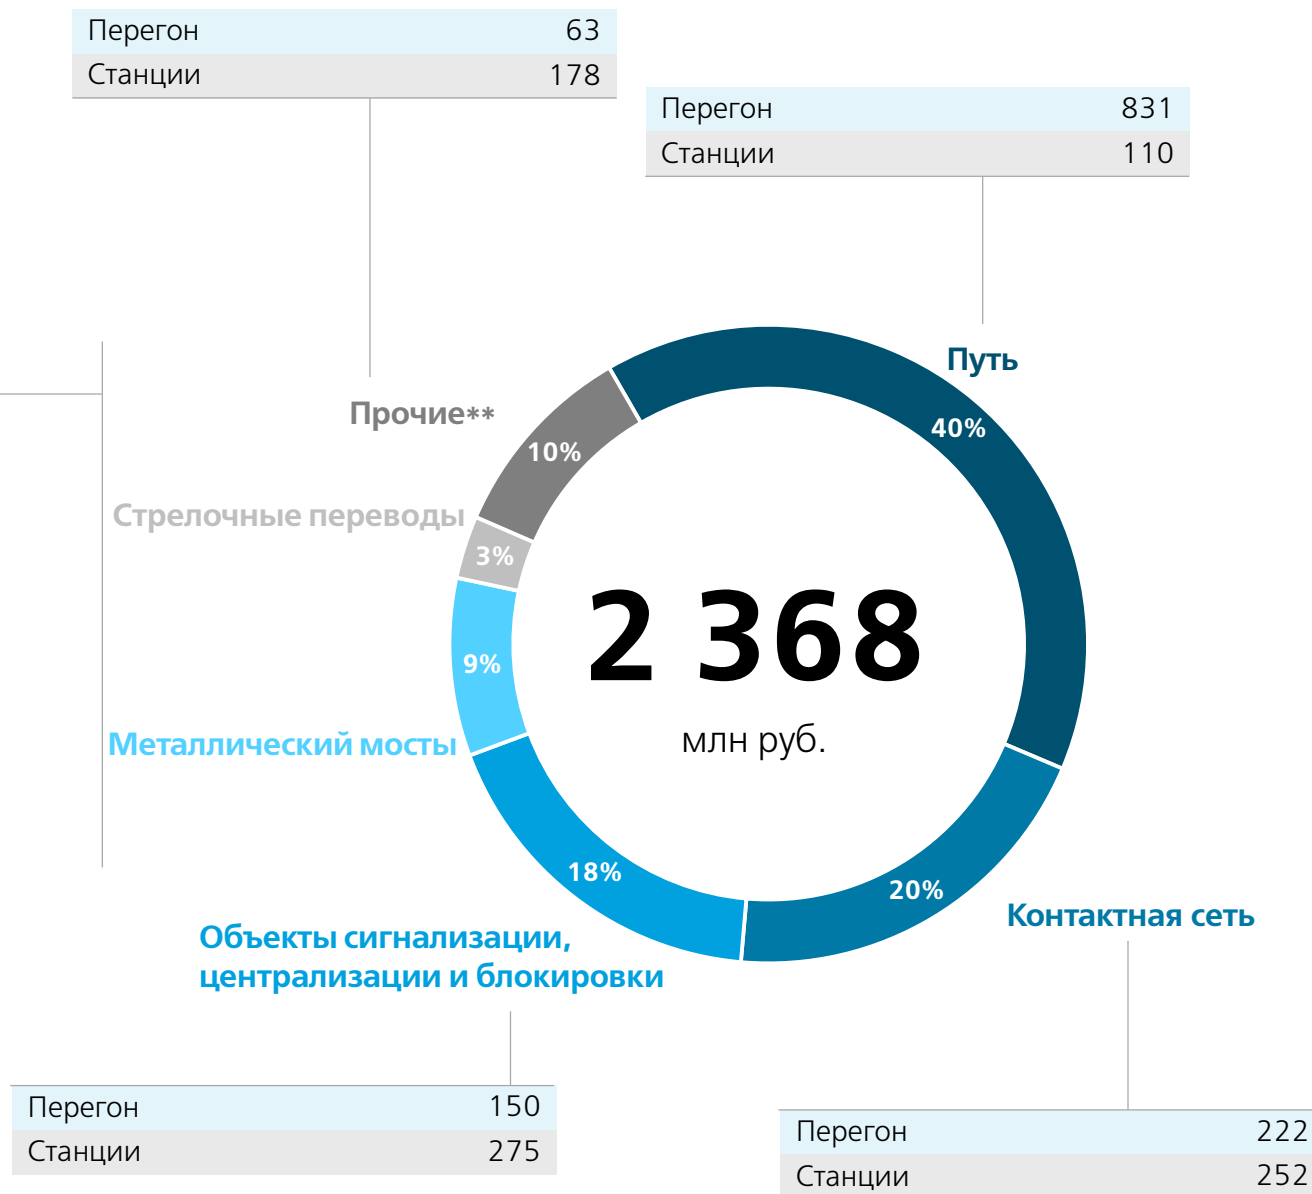 Перегон 63
Станции 178
Перегон 831
Станции 110
Путь
40%
Прочие**
10%
Стрелочные переводы
3%
2 368
млн руб.
9%
Металлический мосты
18%
20%
Контактная сеть
Объекты сигнализации,
централизации и блокировки
Перегон 150
Станции 275
Перегон 222
Станции 252